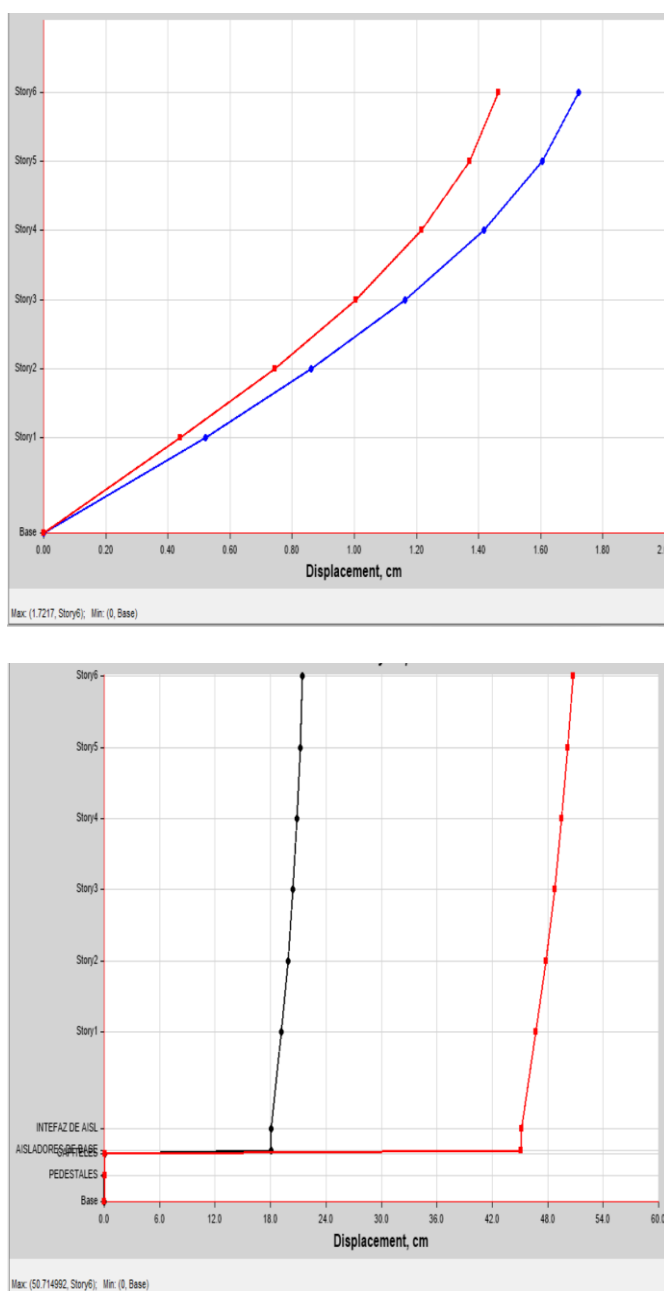 Story6
Story5
Story4
Story3
Story2
Story1
Base
0.00 0.20 0.40 0.60 0.80 1.00 1.20 1.40 1.60 1.80
Displacement, cm
Max: (1.7217, Story6); Min: (0, Base)
Story6
Story5
Story4
Story3
Story2
Story1
INTEFAZ DE AISL
AISLADORES DE BASE
CAPITELES
PEDESTALES
Base
0.0 6.0 12.0 18.0 24.0 30.0 36.0 42.0 48.0 54.0 60.0
Displacement, cm
Max: (50.714992, Story6); Min: (0, Base)